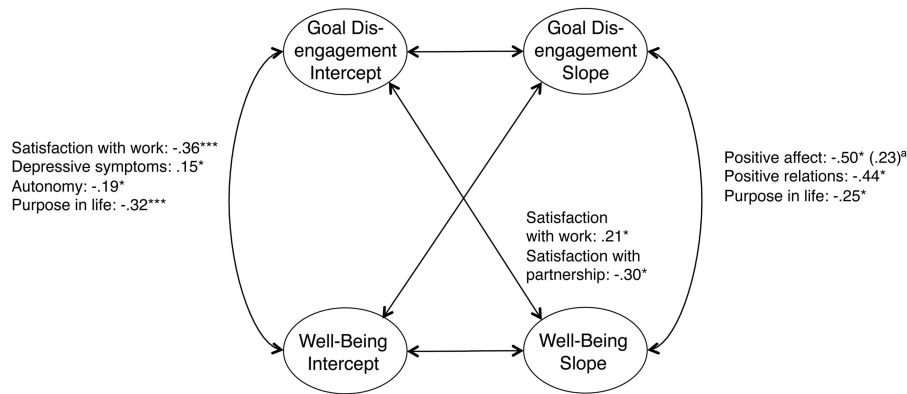 Goal Dis-
engagement
Intercept
Goal Dis-
engagement
Slope
Satisfaction with work: -.36***
Depressive symptoms: .15*
Autonomy: -.19*
Purpose in life: -.32***
Positive affect: -.50* (.23)ᵃ
Positive relations: -.44*
Purpose in life: -.25*
Satisfaction
with work: .21*
Satisfaction with
partnership: -.30*
Well-Being
Intercept
Well-Being
Slope